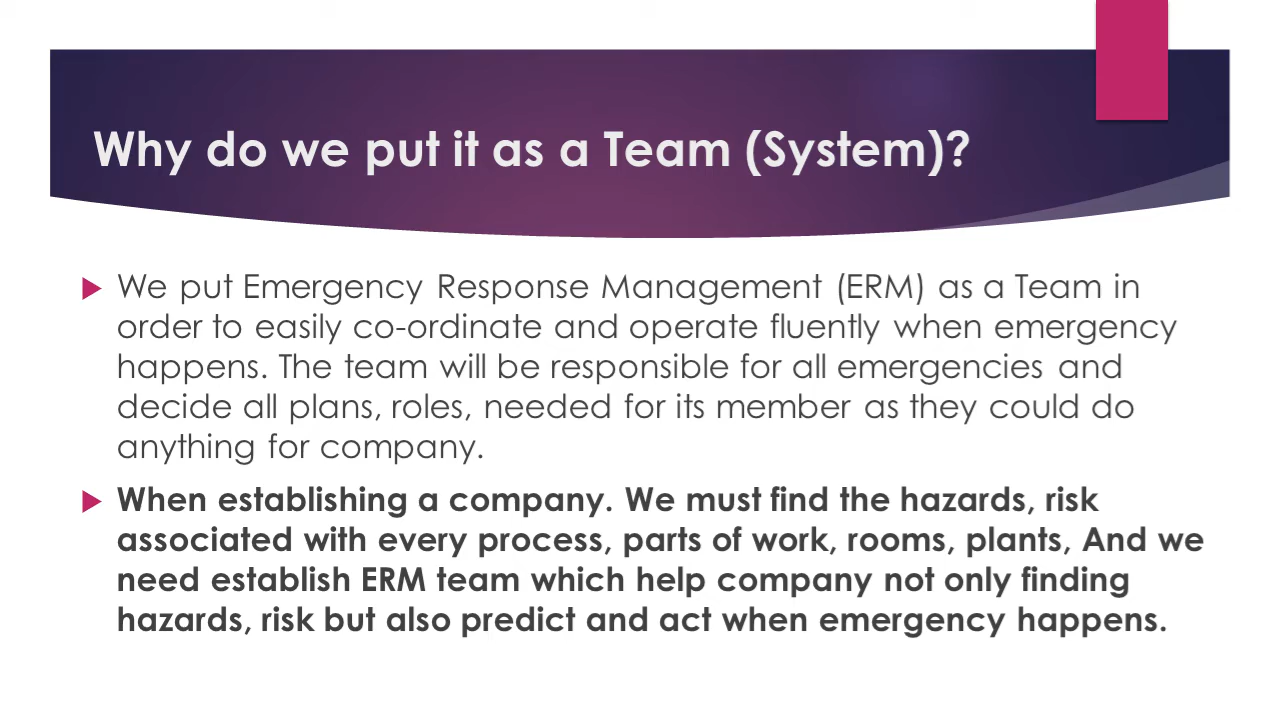 Why do we put it as a Team (System)?
We put Emergency Response Management (ERM) as a Team in
order to easily co-ordinate and operate fluently when emergency
happens. The team will be responsible for all emergencies and
decide all plans, roles, needed for its member as they could do
anything for company.
When establishing a company. We must find the hazards, risk
associated with every process, parts of work, rooms, plants, And we
need establish ERM team which help company not only finding
hazards, risk but also predict and act when emergency happens.